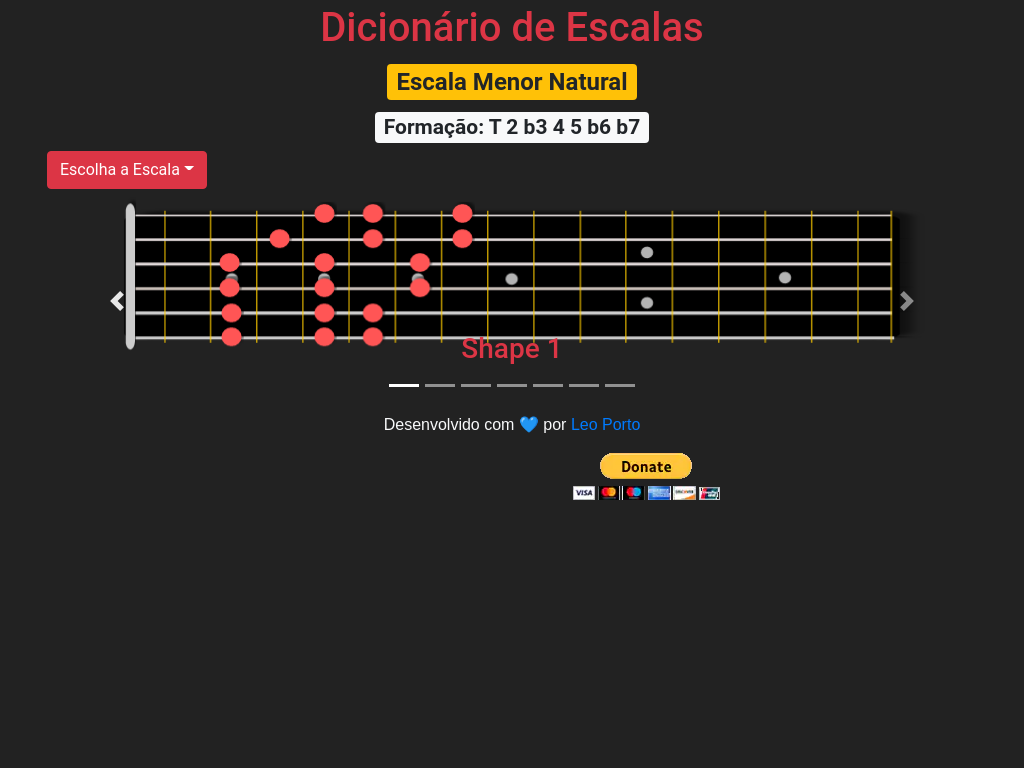 Dicionário de Escalas
Escala Menor Natural
Formação: T 2 b3 4 5 b6 b7
Escolha a Escala
Shape 1
Desenvolvido com 💙 por Leo Porto
Donate
VISA